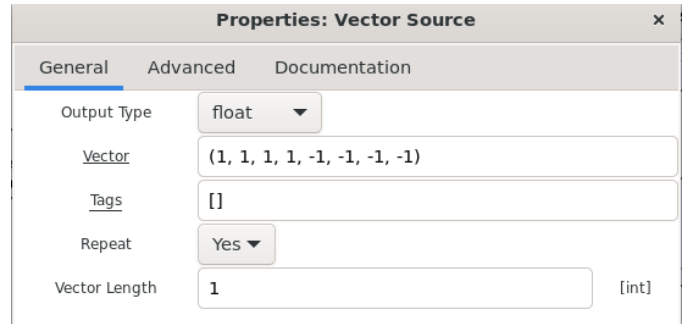 Properties: Vector Source ×
General Advanced Documentation
Output Type float
Vector (1, 1, 1, 1, -1, -1, -1, -1)
Tags []
Repeat Yes
Vector Length 1 [int]